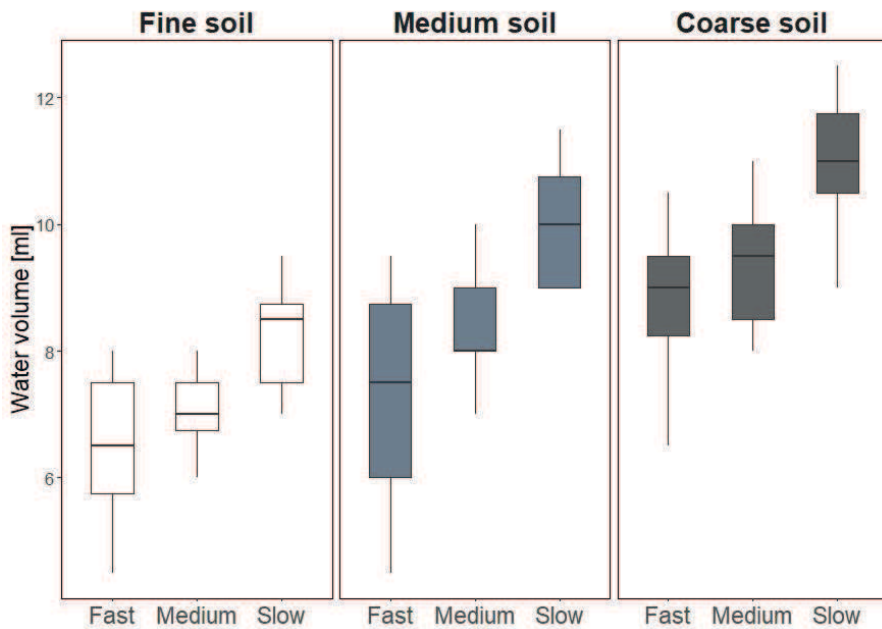 Fine soil Medium soil Coarse soil
Water volume [ml]
12
10
8
6
Fast Medium Slow Fast Medium Slow Fast Medium Slow